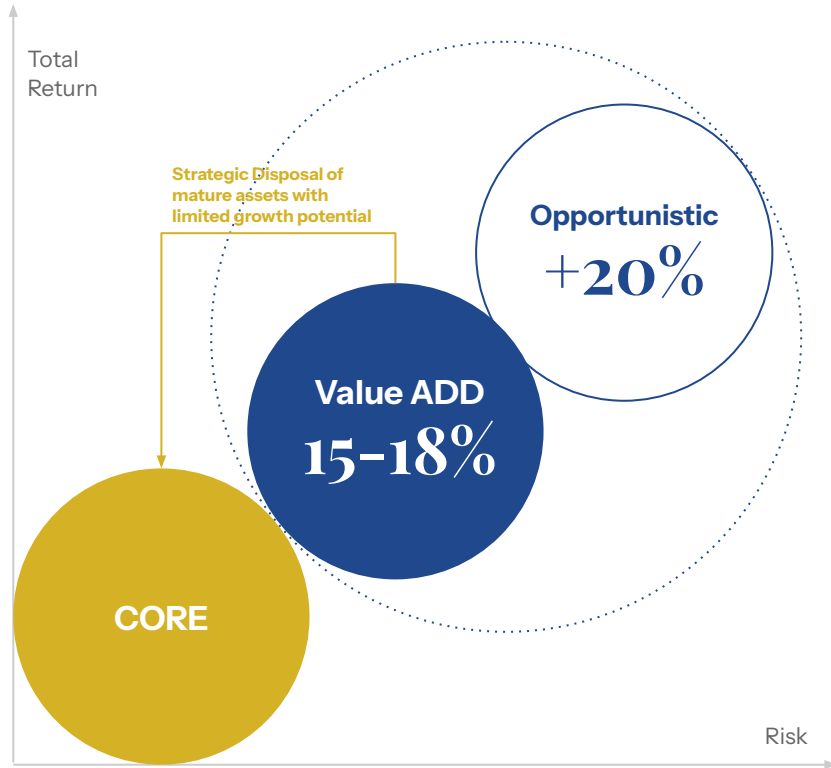 Total
Return
Strategic Disposal of
mature assets with
limited growth potential
Opportunistic
+20%
Value ADD
15–18%
CORE
Risk